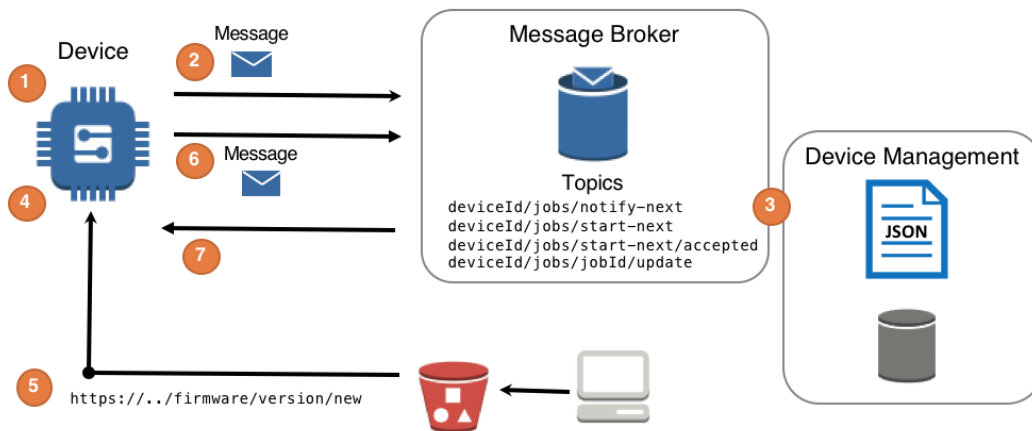 Device
1
2
Message
Message Broker
6
Message
4
Topics
deviceId/jobs/notify-next
deviceId/jobs/start-next
deviceId/jobs/start-next/accepted
deviceId/jobs/jobId/update
7
3
Device Management
JSON
5
https://../firmware/version/new